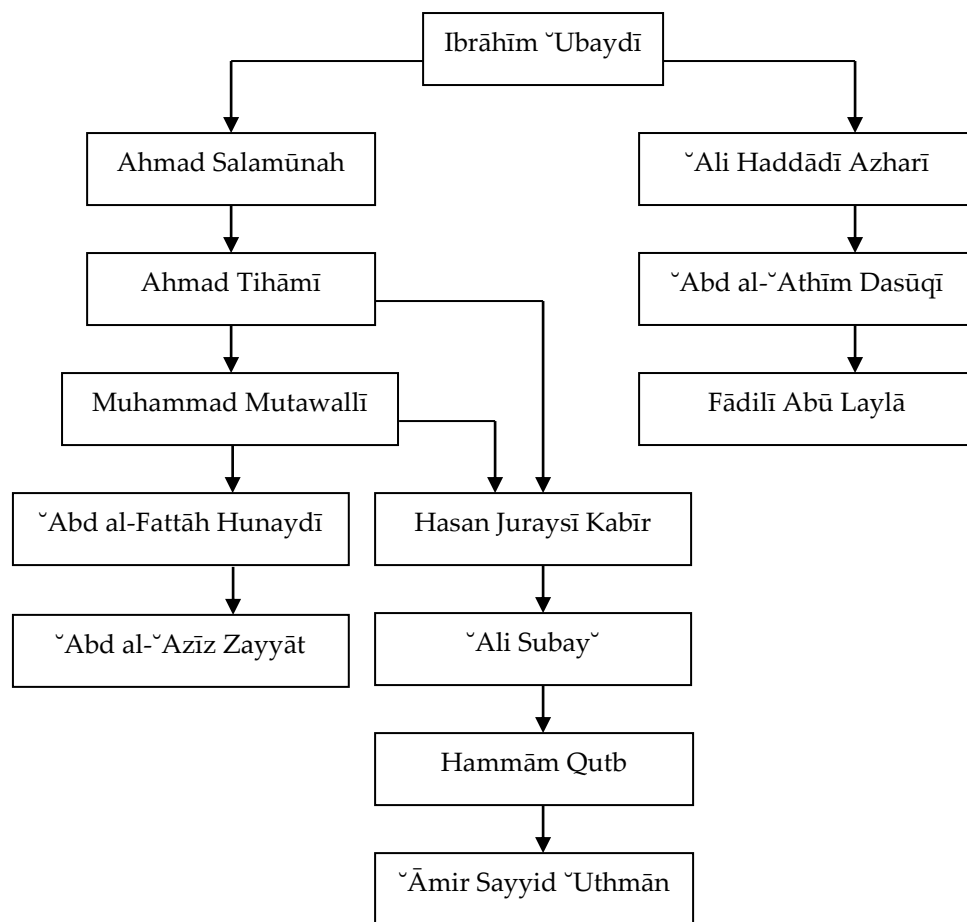 Ibrāhīm ˘Ubaydī
Ahmad Salamūnah
˘Ali Haddādī Azharī
Ahmad Tihāmī
˘Abd al-˘Athīm Dasūqī
Muhammad Mutawallī
Fādilī Abū Laylā
˘Abd al-Fattāh Hunaydī
Hasan Juraysī Kabīr
˘Abd al-˘Azīz Zayyāt
˘Ali Subay˘
Hammām Qutb
˘Āmir Sayyid ˘Uthmān